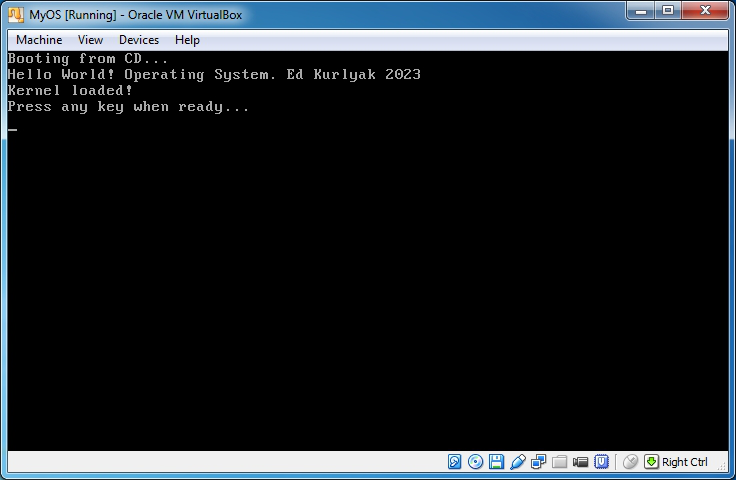 MyOS [Running] - Oracle VM VirtualBox
Machine View Devices Help
Booting from CD...
Hello World! Operating System. Ed Kurlyak 2023
Kernel loaded!
Press any key when ready...
Right Ctrl